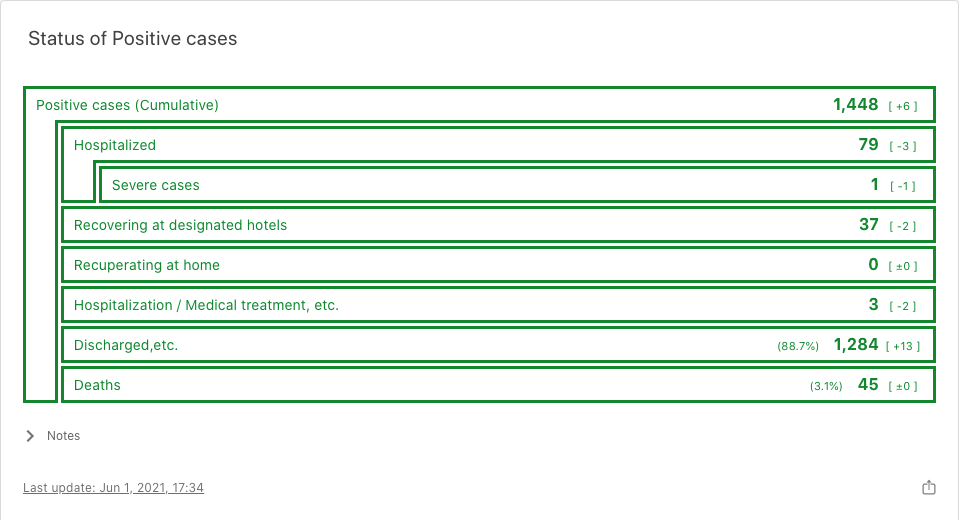 Status of Positive cases
Positive cases (Cumulative) 1,448 [ +6 ]
Hospitalized 79 [ -3 ]
Severe cases 1 [ -1 ]
Recovering at designated hotels 37 [ -2 ]
Recuperating at home 0 [ ±0 ]
Hospitalization / Medical treatment, etc. 3 [ -2 ]
Discharged,etc. (88.7%) 1,284 [ +13 ]
Deaths (3.1%) 45 [ ±0 ]
Notes
Last update: Jun 1, 2021, 17:34